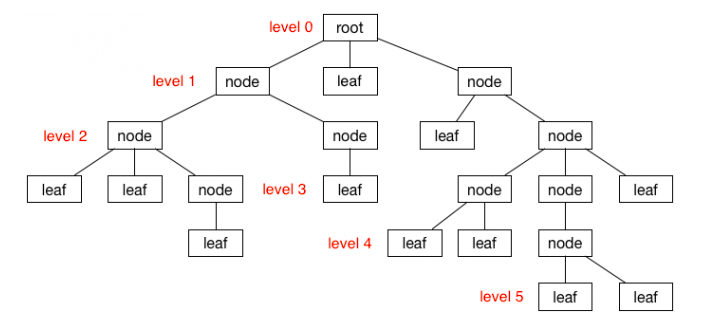 level 0 root
level 1 node leaf node
level 2 node node leaf node
leaf leaf node level 3 leaf node node leaf
leaf level 4 leaf leaf node
level 5 leaf leaf